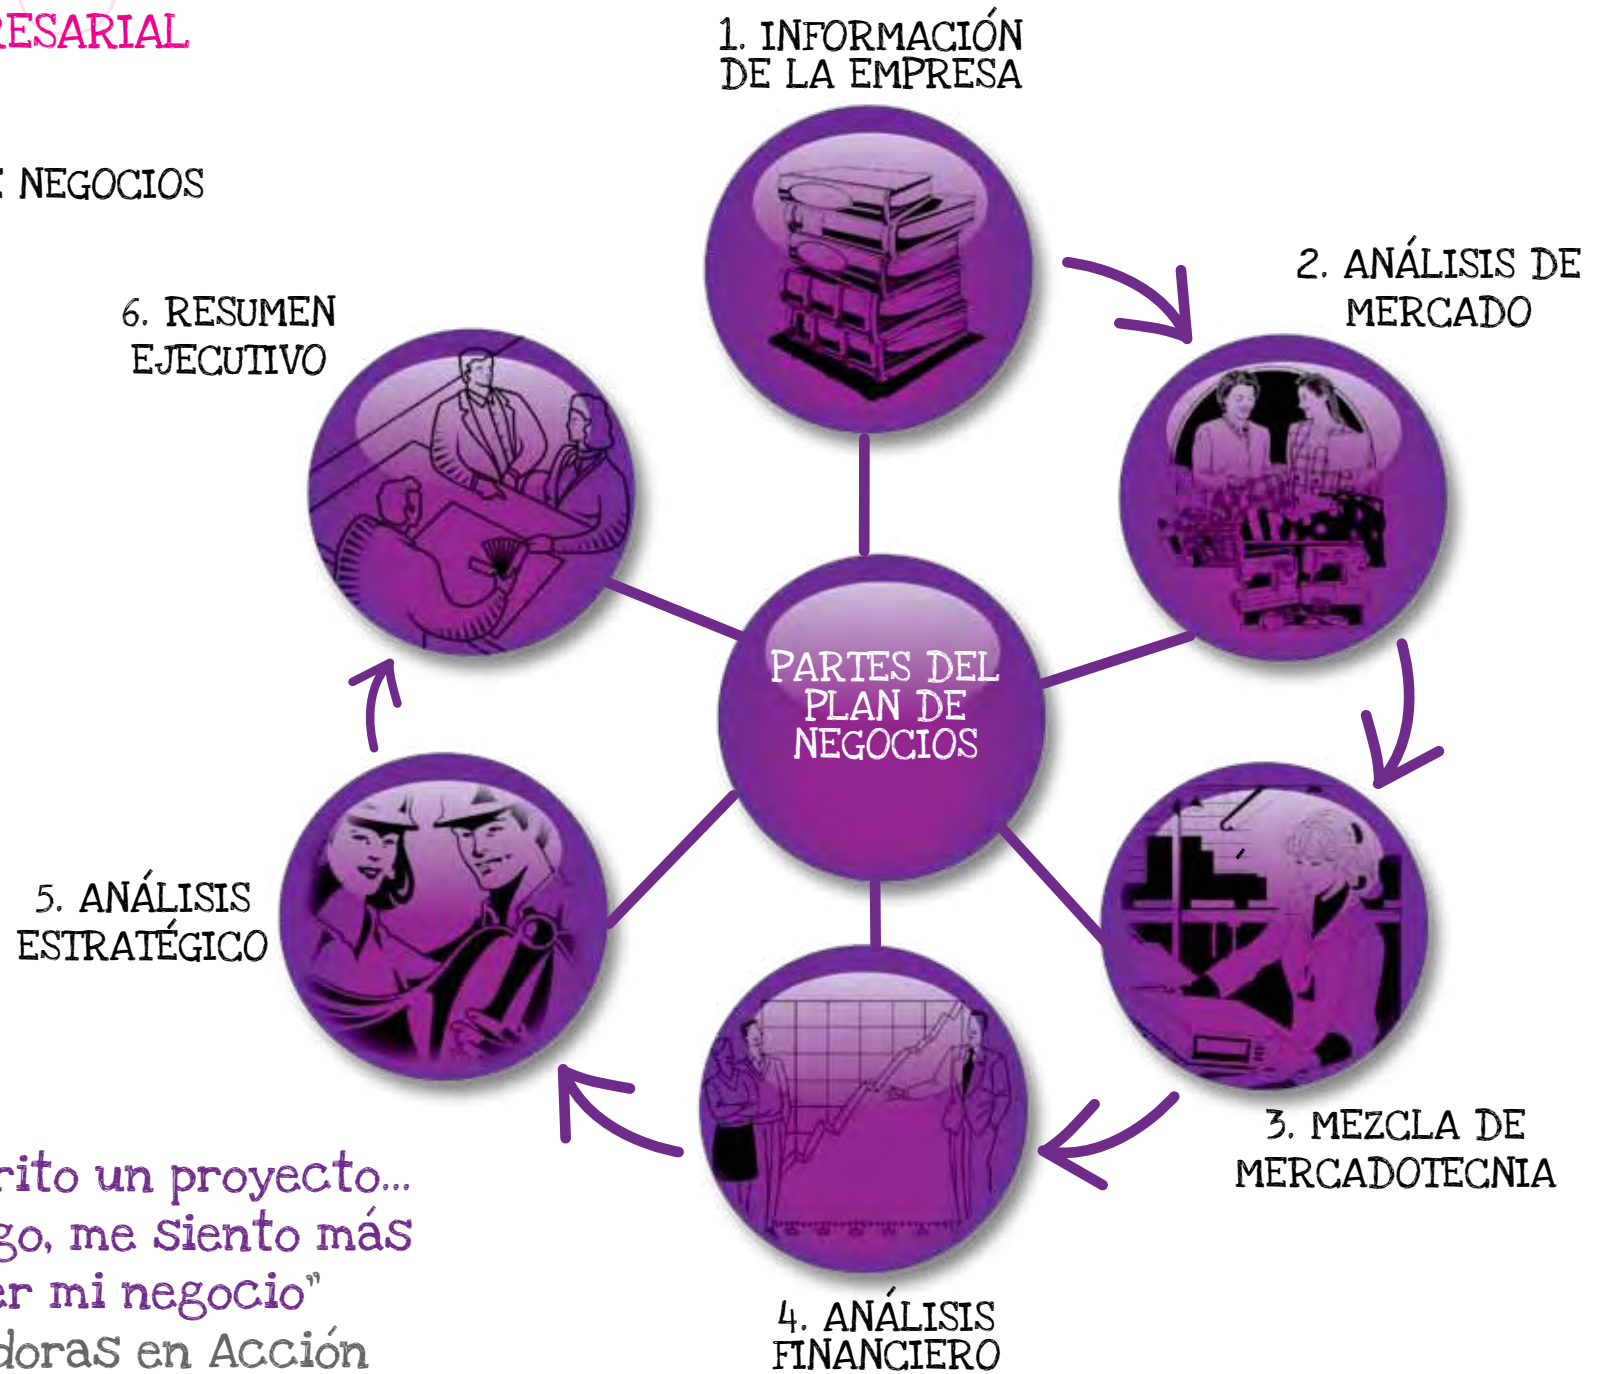 RESARIAL
NEGOCIOS
1. INFORMACIÓN
DE LA EMPRESA
2. ANÁLISIS DE
MERCADO
6. RESUMEN
EJECUTIVO
PARTES DEL
PLAN DE
NEGOCIOS
5. ANÁLISIS
ESTRATÉGICO
3. MEZCLA DE
MERCADOTECNIA
4. ANÁLISIS
FINANCIERO
rito un proyecto...
go, me siento más
er mi negocio”
doras en Acción